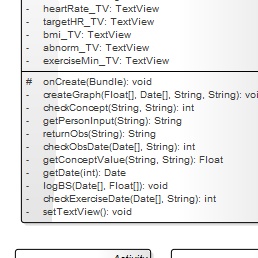 - heartRate_TV: TextView
- targetHR_TV: TextView
- bmi_TV: TextView
- abnorm_TV: TextView
- exerciseMin_TV: TextView
# onCreate(Bundle): void
- createGraph(Float[], Date[], String, String): voi
- checkConcept(String, String): int
- getPersonInput(String): String
- returnObs(String): String
- checkObsDate(Date[], String): int
- getConceptValue(String, String): Float
- getDate(int): Date
- logBS(Date[], Float[]): void
- checkExerciseDate(Date[], String): int
- setTextView(): void